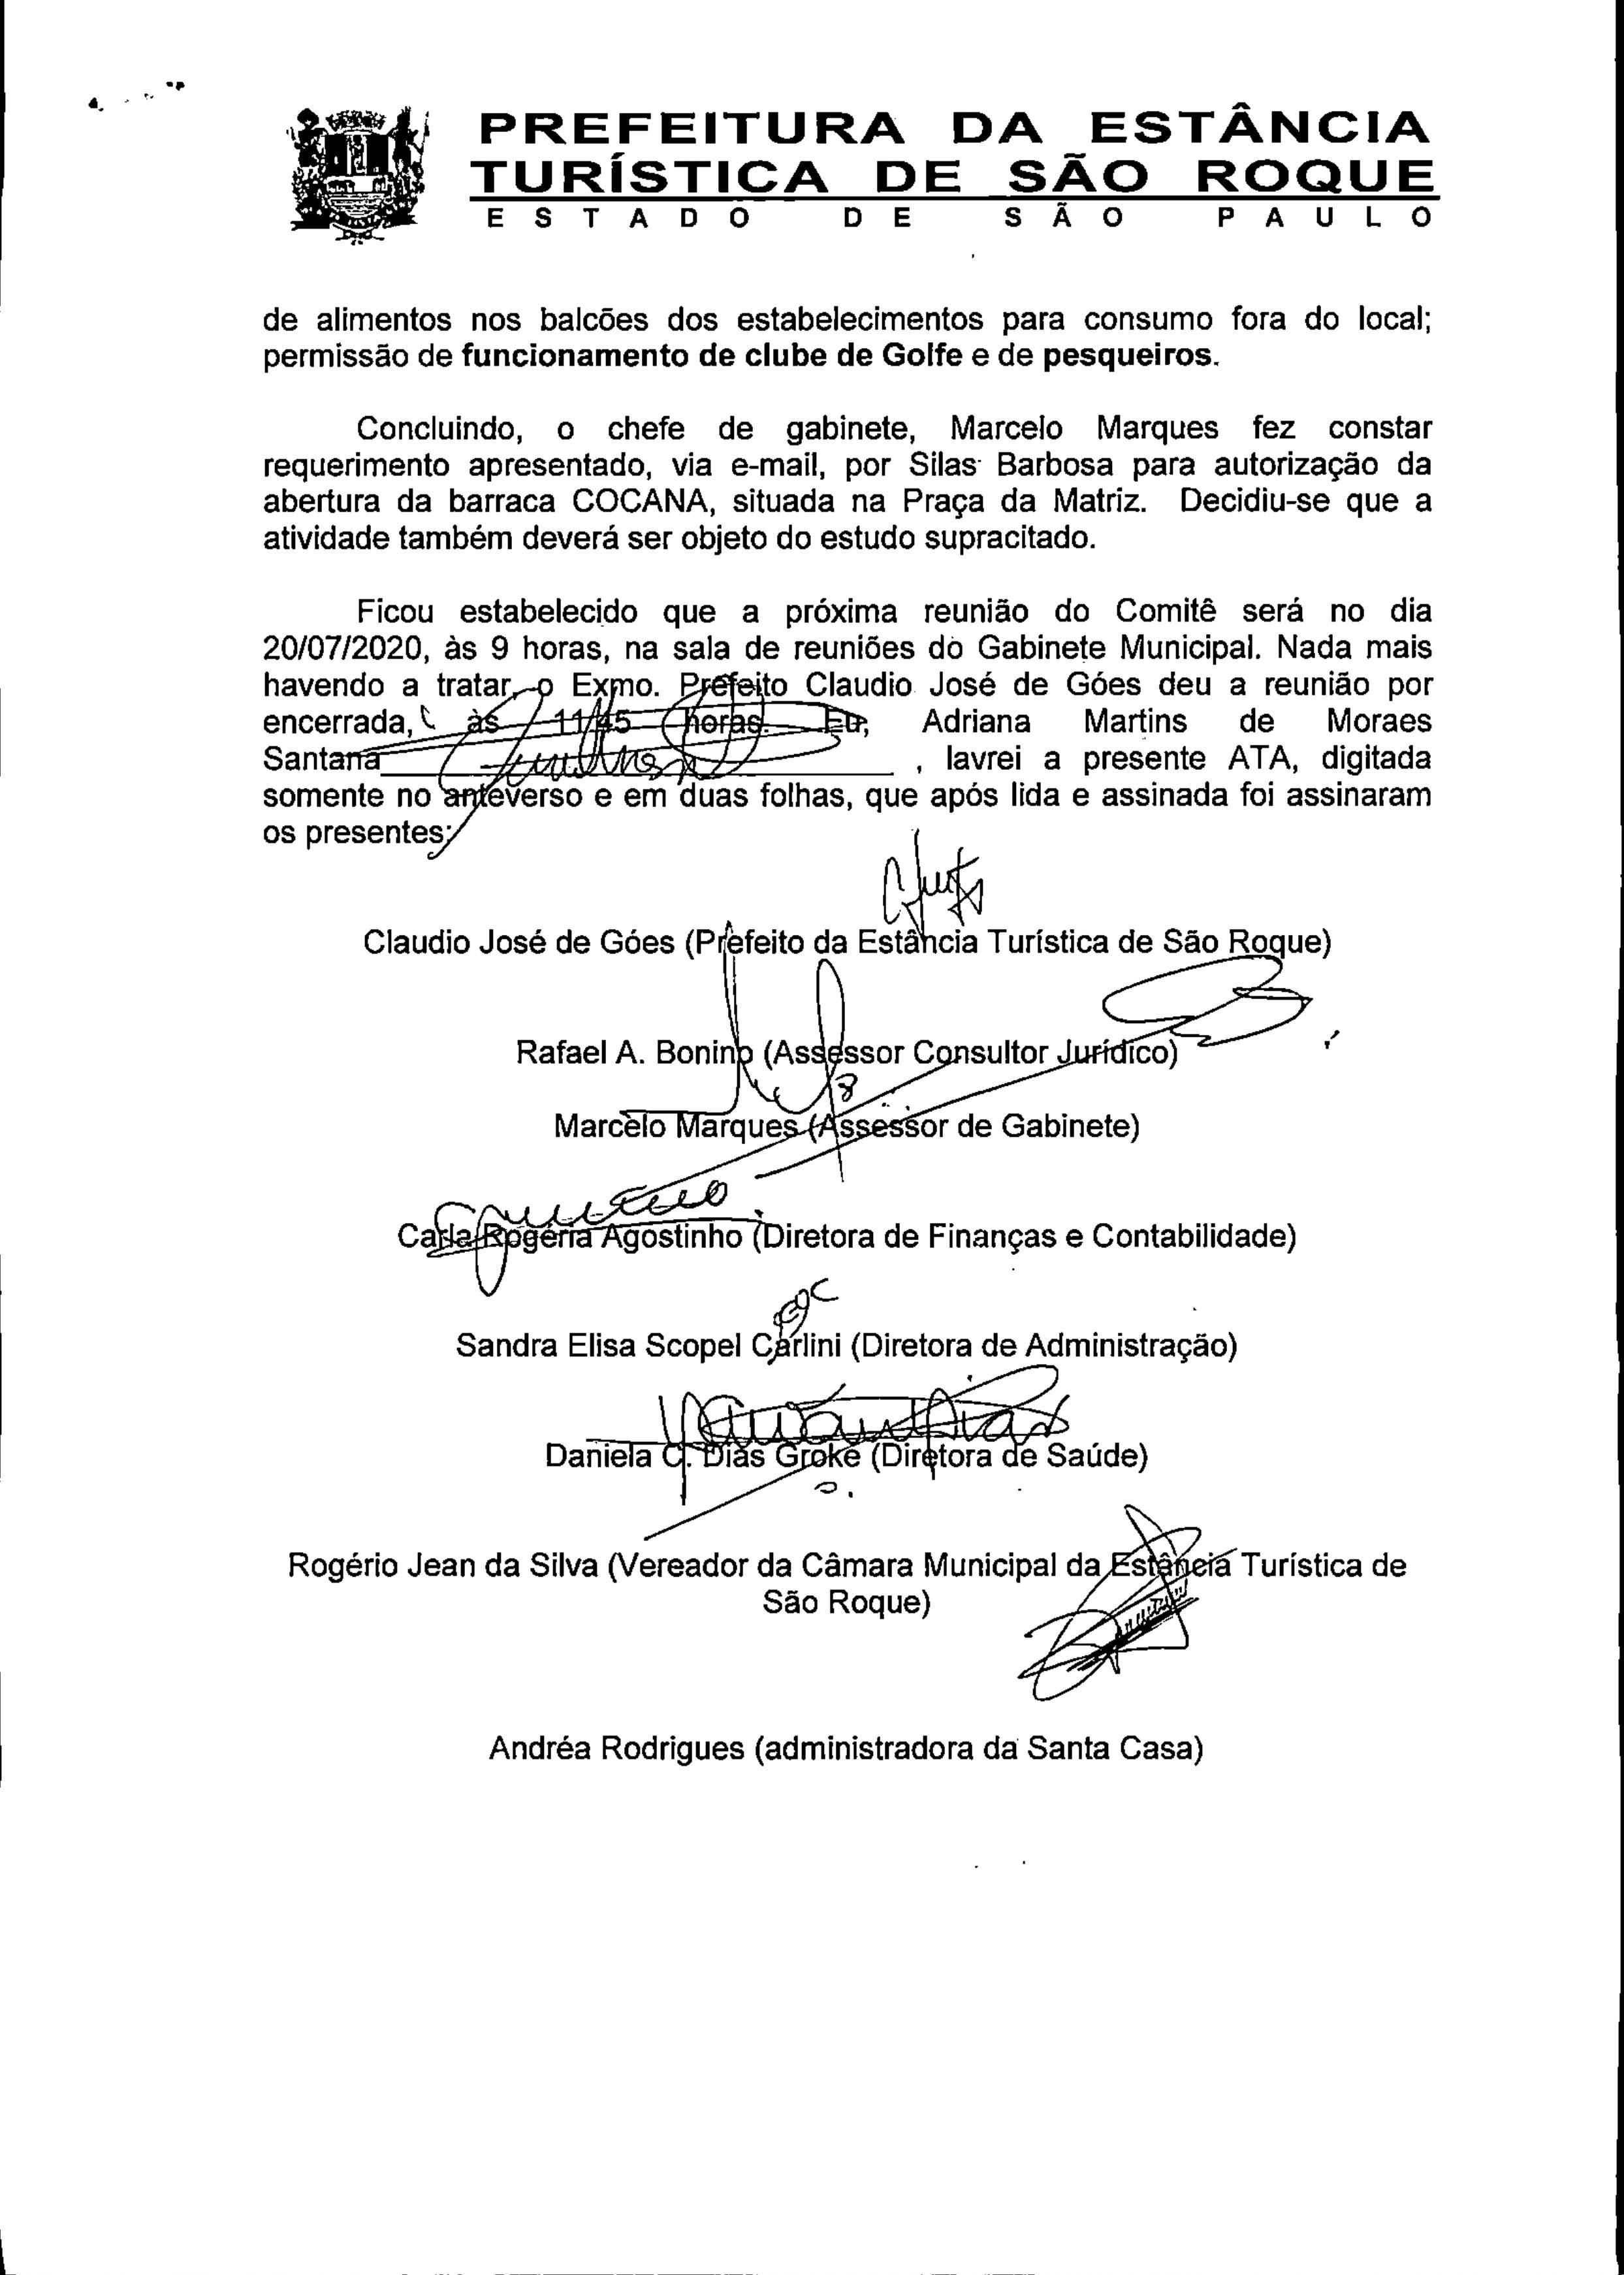 PREFEITURA DA ESTÂNCIA
TURÍSTICA DE SÃO ROQUE
ESTADO DE SÃO PAULO
de alimentos nos balcões dos estabelecimentos para consumo fora do local;
permissão de funcionamento de clube de Golfe e de pesqueiros.
Concluindo, o chefe de gabinete, Marcelo Marques fez constar
requerimento apresentado, via e-mail, por Silas Barbosa para autorização da
abertura da barraca COCANA, situada na Praça da Matriz. Decidiu-se que a
atividade também deverá ser objeto do estudo supracitado.
Ficou estabelecido que a próxima reunião do Comitê será no dia
20/07/2020, às 9 horas, na sala de reuniões do Gabinete Municipal. Nada mais
havendo a tratar, o Exmo. Prefeito Claudio José de Góes deu a reunião por
encerrada, às 11/45 horas. Eu, Adriana Martins de Moraes
Santana , lavrei a presente ATA, digitada
somente no anteverso e em duas folhas, que após lida e assinada foi assinaram
os presentes:
Claudio José de Góes (Prefeito da Estância Turística de São Roque)
Rafael A. Bonino (Assessor Consultor Jurídico)
Marcelo Marques (Assessor de Gabinete)
Carla Rogéria Agostinho (Diretora de Finanças e Contabilidade)
Sandra Elisa Scopel Carlini (Diretora de Administração)
Daniela C. Dias Groke (Diretora de Saúde)
Rogério Jean da Silva (Vereador da Câmara Municipal da Estância Turística de
São Roque)
Andréa Rodrigues (administradora da Santa Casa)